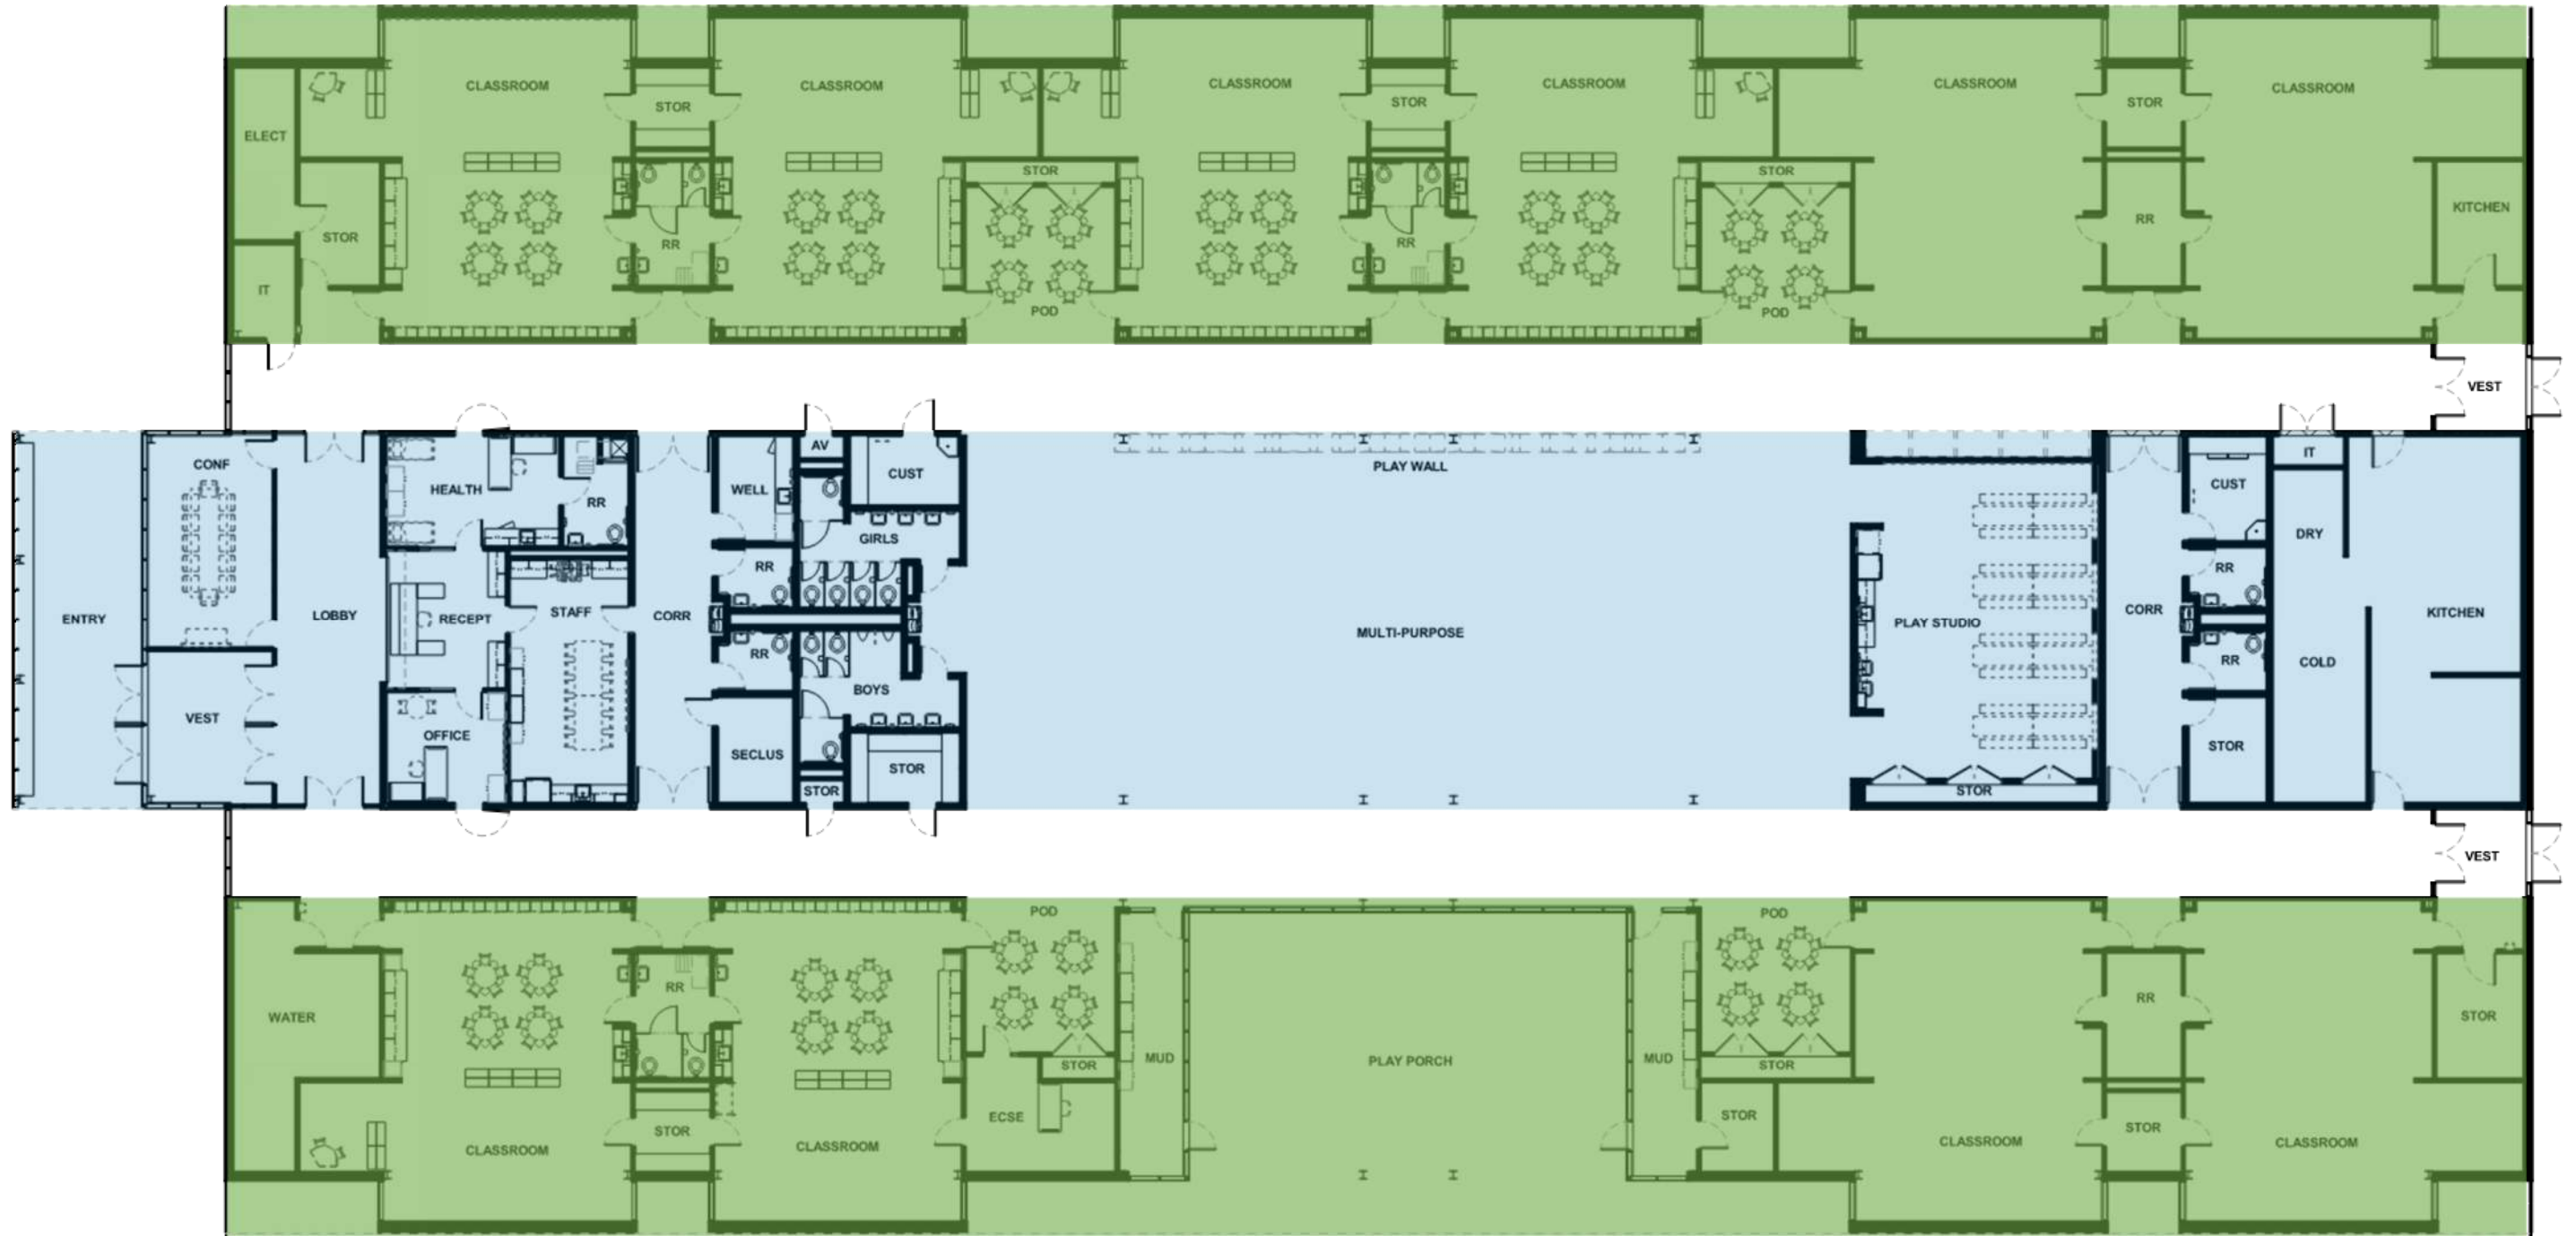 CLASSROOM
STOR
CLASSROOM
CLASSROOM
STOR
CLASSROOM
CLASSROOM
STOR
CLASSROOM
ELECT
STOR
STOR
KITCHEN
STOR
RR
RR
RR
IT
POD
POD
VEST
CONF
HEALTH
RR
WELL
AV
CUST
PLAY WALL
CUST
IT
GIRLS
DRY
RR
RR
ENTRY
LOBBY
RECEPT
STAFF
CORR
MULTI-PURPOSE
PLAY STUDIO
CORR
KITCHEN
RR
RR
COLD
BOYS
VEST
OFFICE
SECLUS
STOR
STOR
STOR
STOR
VEST
POD
POD
RR
RR
WATER
STOR
MUD
PLAY PORCH
MUD
STOR
STOR
ECSE
STOR
STOR
STOR
CLASSROOM
CLASSROOM
CLASSROOM
CLASSROOM